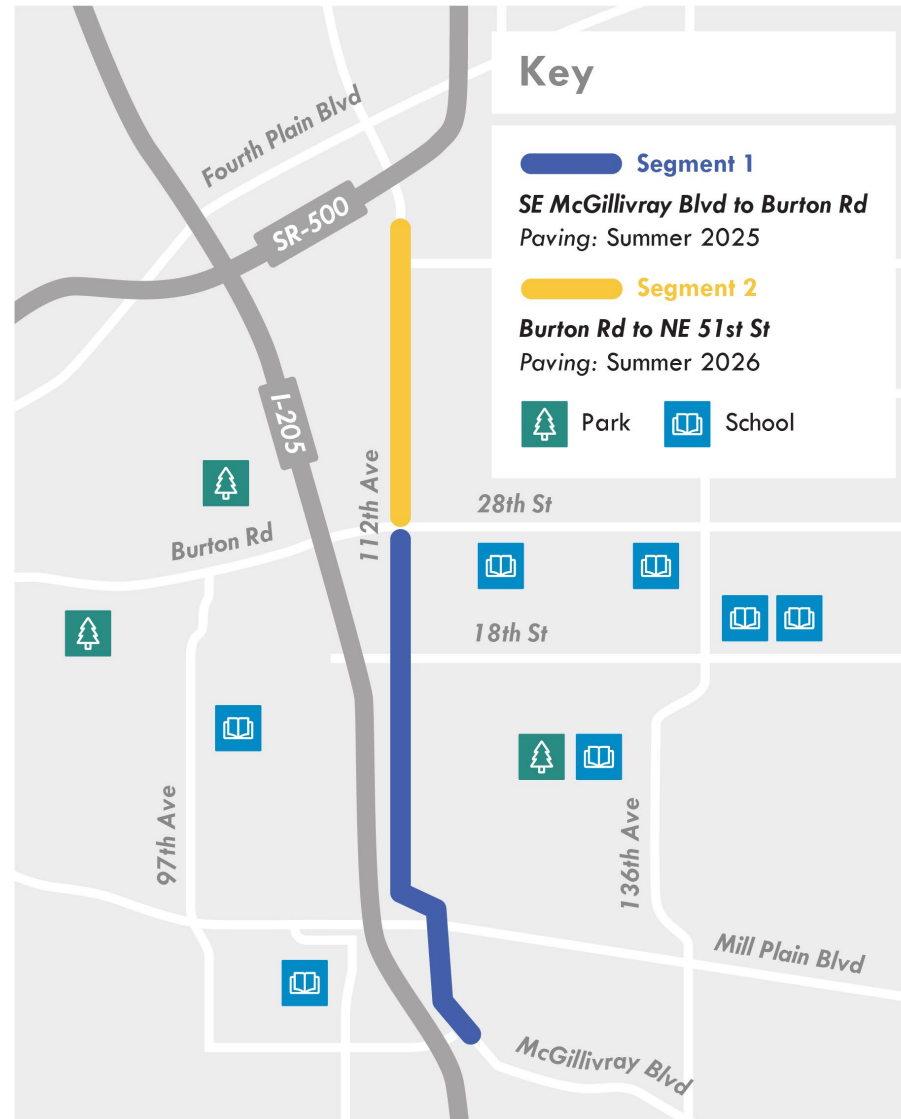 Key
Segment 1
SE McGillivray Blvd to Burton Rd
Paving: Summer 2025
Segment 2
Burton Rd to NE 51st St
Paving: Summer 2026
Park
School
Fourth Plain Blvd
SR-500
I-205
112th Ave
28th St
Burton Rd
18th St
97th Ave
136th Ave
Mill Plain Blvd
McGillivray Blvd